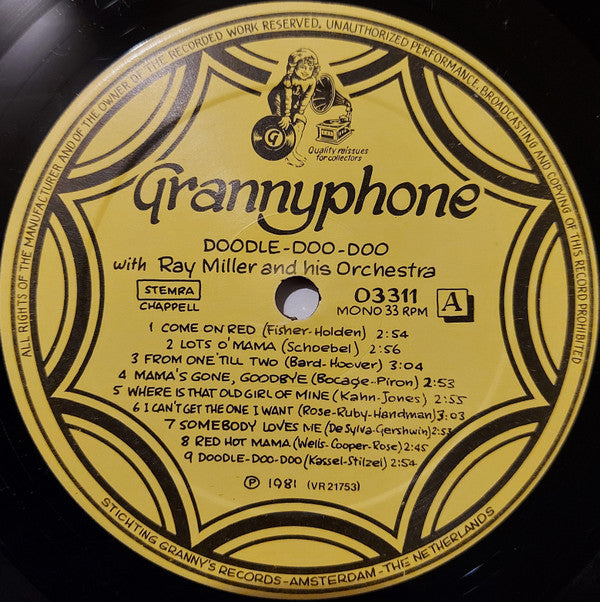 ALL RIGHTS OF THE MANUFACTURER AND OF THE OWNER OF THE RECORDED WORK RESERVED. UNAUTHORIZED PERFORMANCE, BROADCASTING AND COPYING OF THIS RECORD PROHIBITED
G
Quality reissues
for collectors
Grannyphone
DOODLE-DOO-DOO
with Ray Miller and his Orchestra
STEMRA
CHAPPELL
03311
MONO 33 RPM
A
1 COME ON RED (Fisher-Holden) 2:54
2 LOTS O' MAMA (Schoebel) 2:56
3 FROM ONE 'TILL TWO (Bard-Hoover) 3:04
4 MAMA'S GONE, GOODBYE (Bocage-Piron) 2:53
5 WHERE IS THAT OLD GIRL OF MINE (Kahn-Jones) 2:55
6 I CAN'T GET THE ONE I WANT (Rose-Ruby-Handman) 3:03
7 SOMEBODY LOVES ME (De Sylva-Gershwin) 2:53
8 RED HOT MAMA (Wells-Cooper-Rose) 2:45
9 DOODLE-DOO-DOO (Kassel-Stilzel) 2:54
℗ 1981 (VR 21753)
STICHTING GRANNY'S RECORDS-AMSTERDAM-THE NETHERLANDS